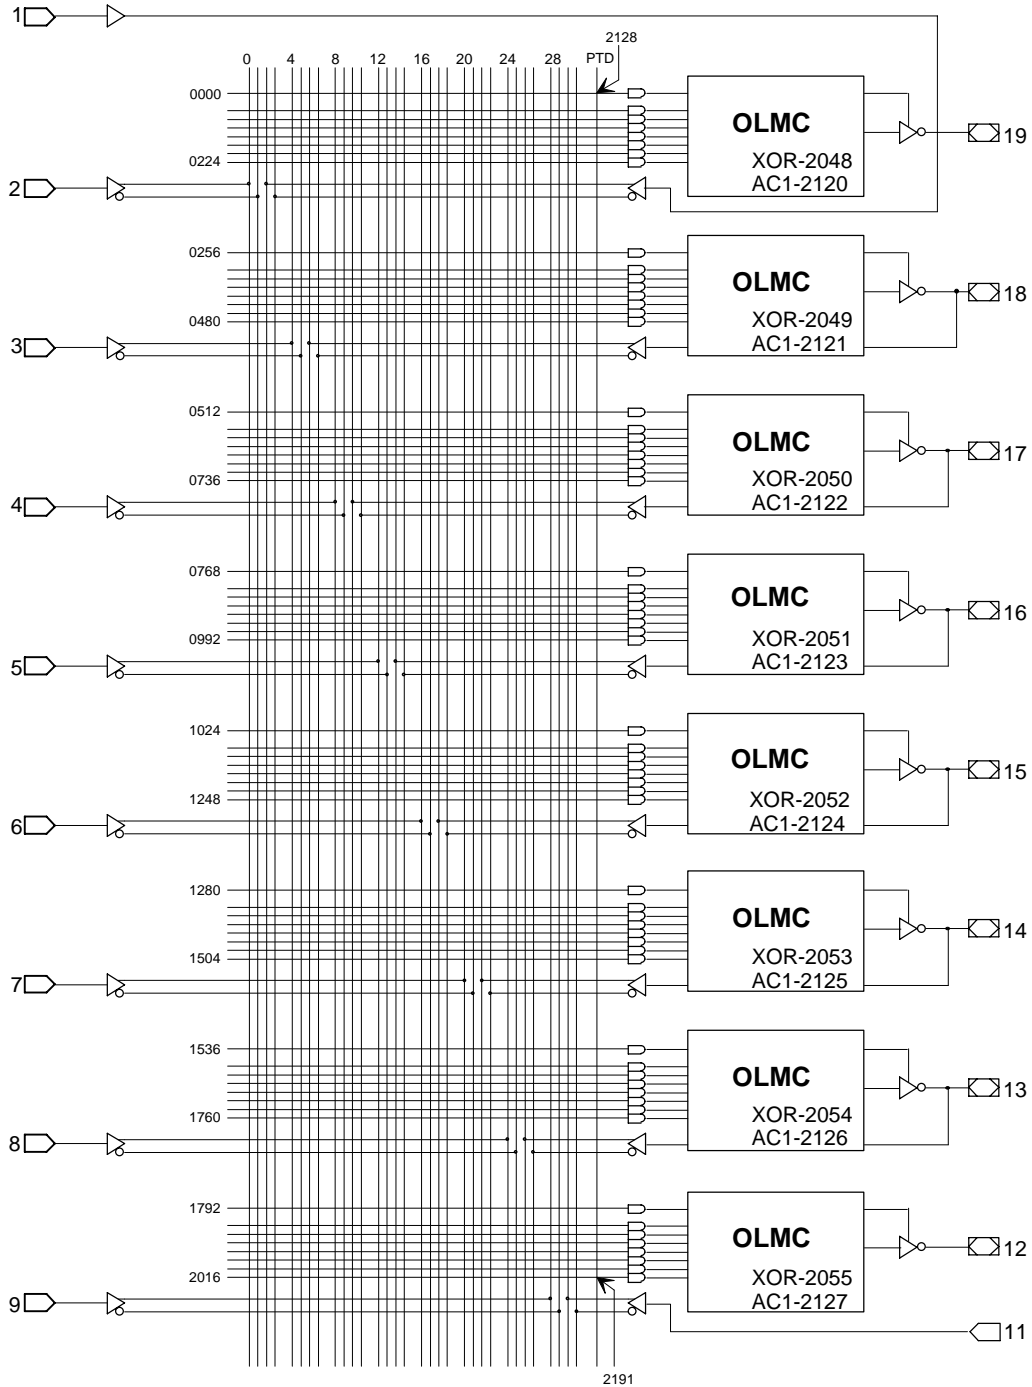 1
2128
0 4 8 12 16 20 24 28 PTD
0000
OLMC
19
XOR-2048
0224
AC1-2120
2
0256
OLMC
18
XOR-2049
0480
AC1-2121
3
0512
OLMC
17
XOR-2050
0736
AC1-2122
4
0768
OLMC
16
XOR-2051
0992
AC1-2123
5
1024
OLMC
15
XOR-2052
1248
AC1-2124
6
1280
OLMC
14
XOR-2053
1504
AC1-2125
7
1536
OLMC
13
XOR-2054
1760
AC1-2126
8
1792
OLMC
12
XOR-2055
2016
AC1-2127
9
11
2191